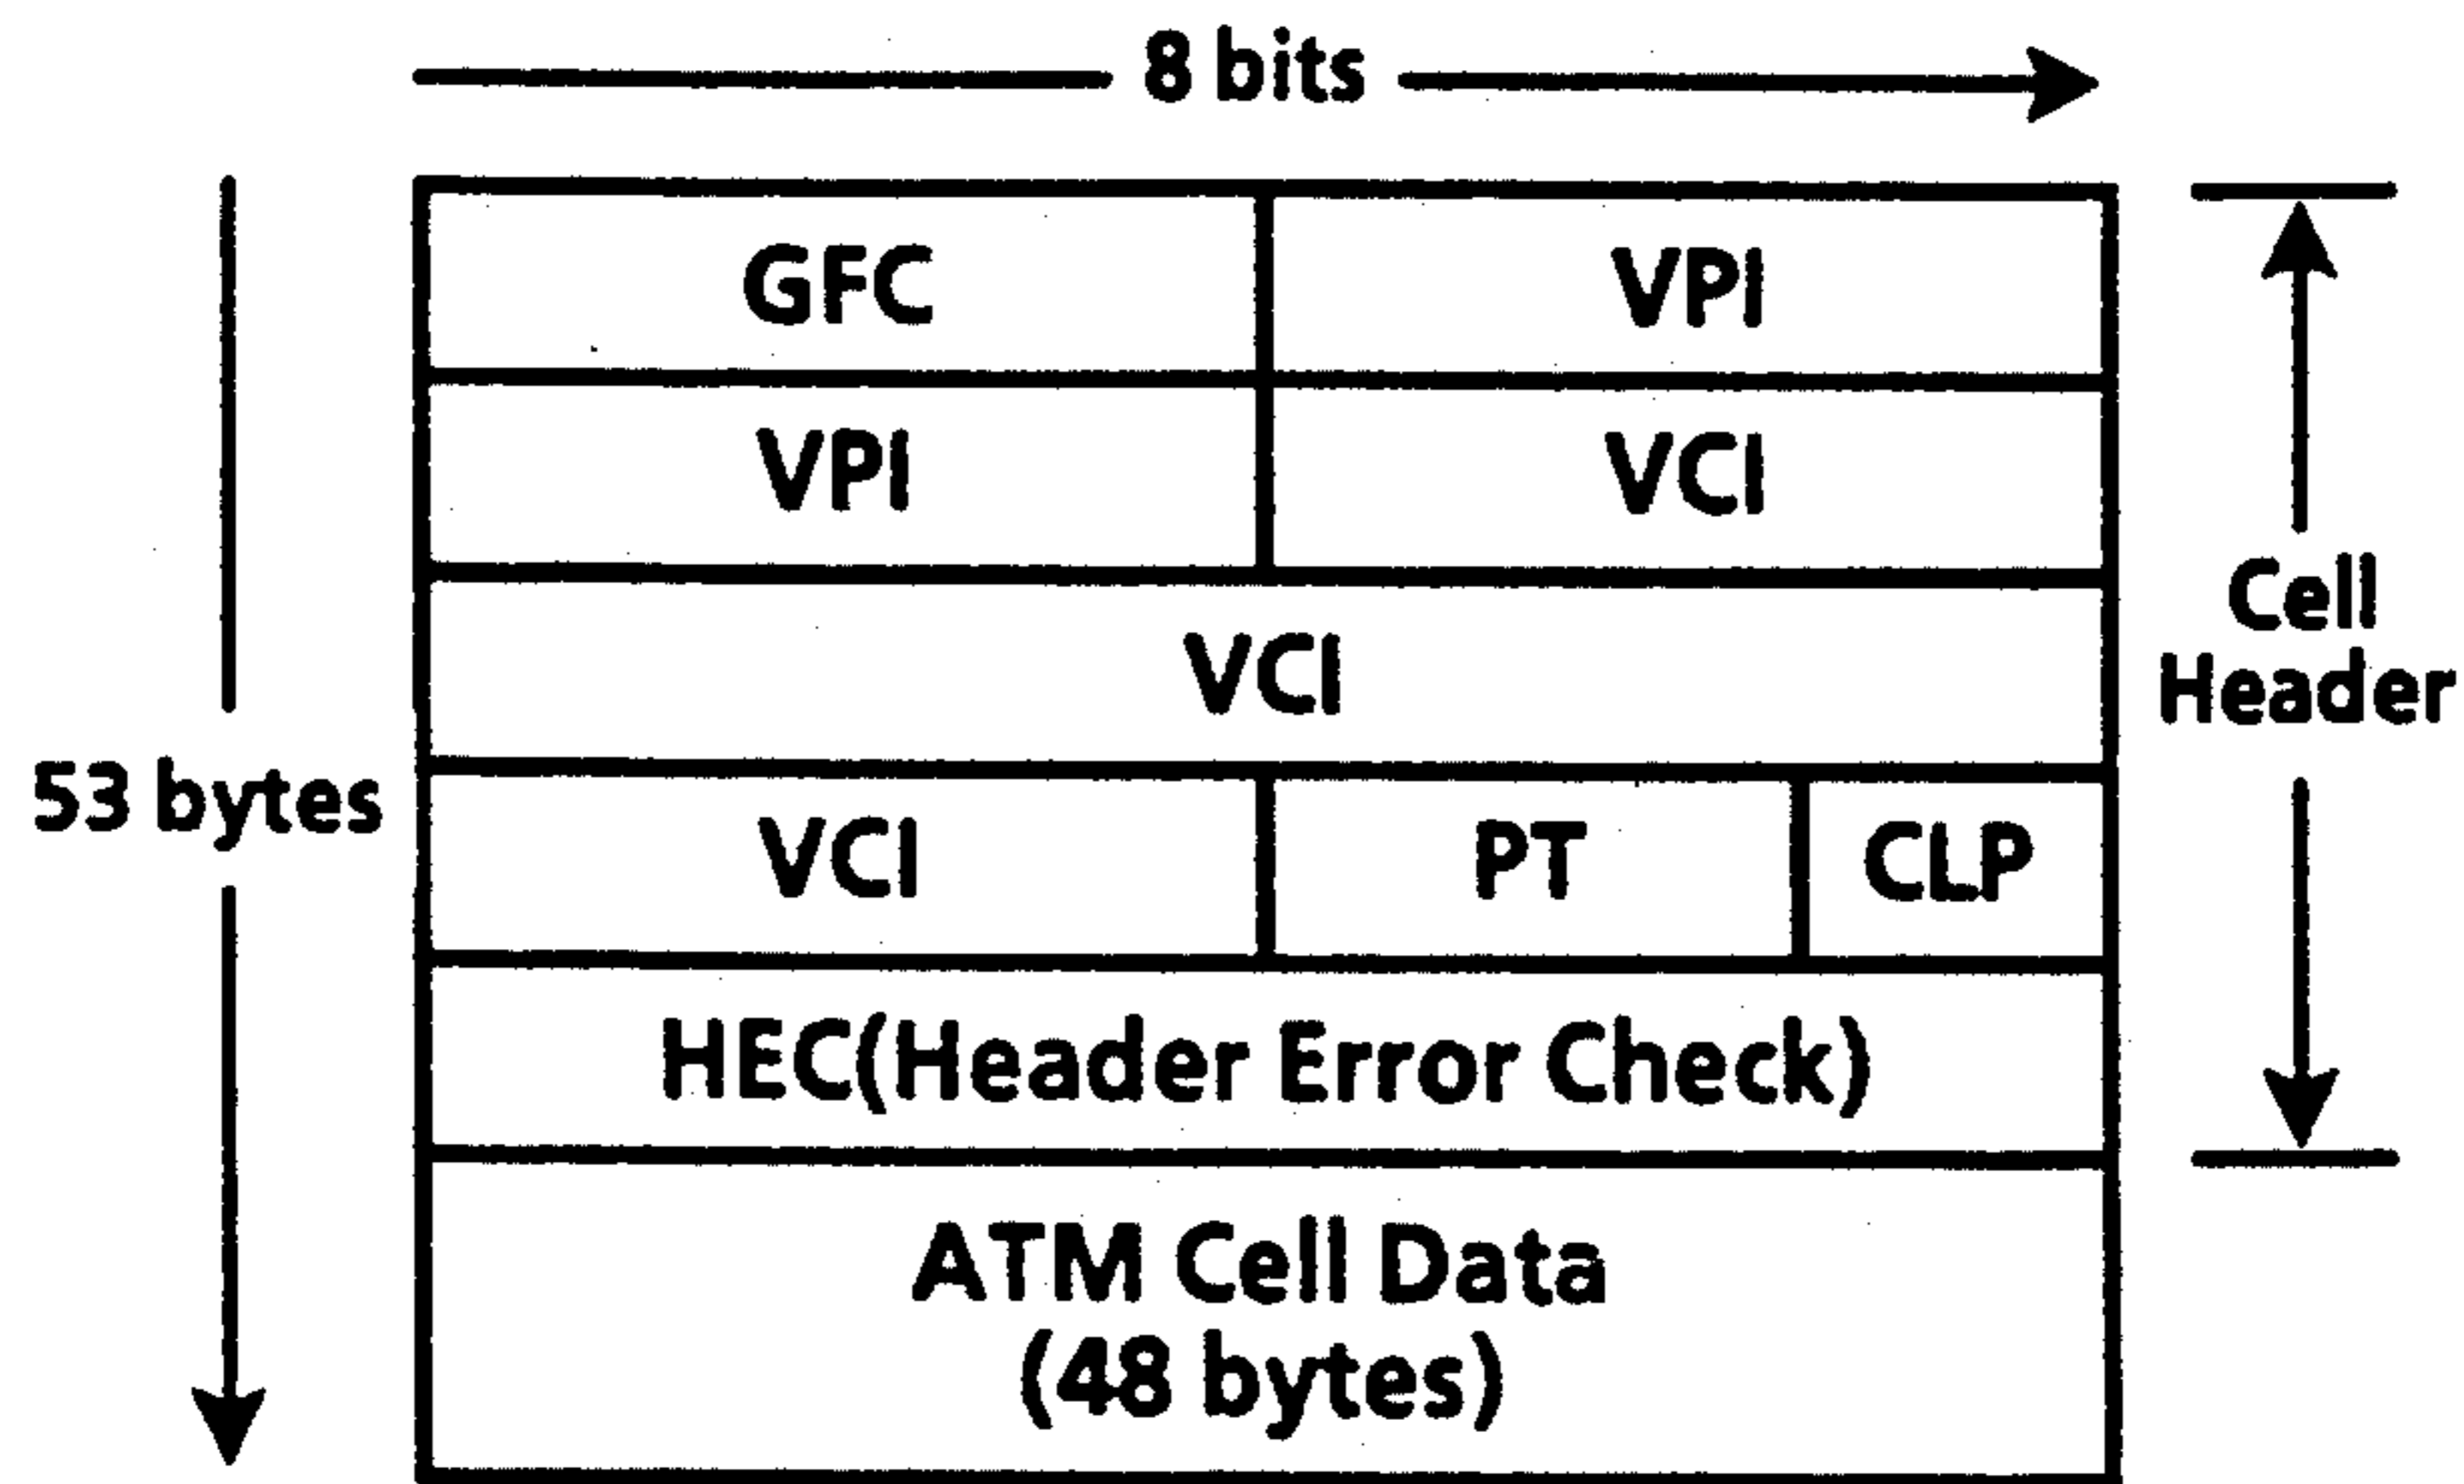 8 bits
GFC
VPI
VPI
VCI
VCI
Cell
Header
53 bytes
VCI
PT
CLP
HEC(Header Error Check)
ATM Cell Data
(48 bytes)